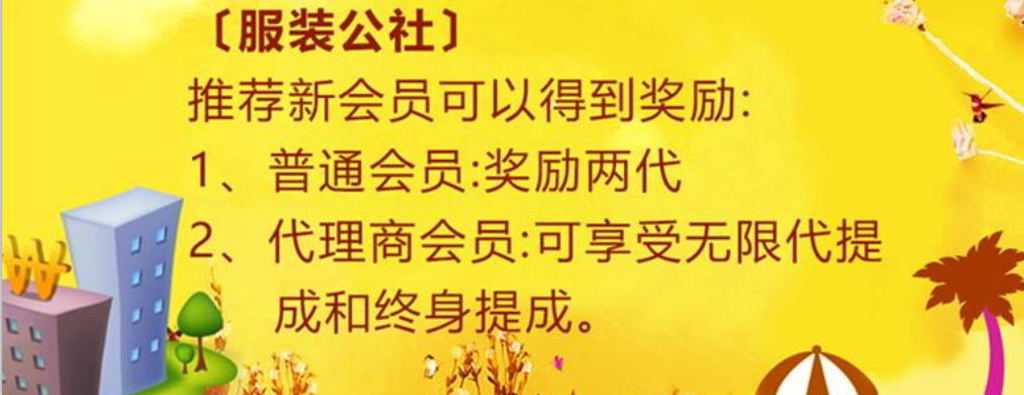 〔服装公社〕
推荐新会员可以得到奖励:
1、普通会员:奖励两代
2、代理商会员:可享受无限代提
成和终身提成。